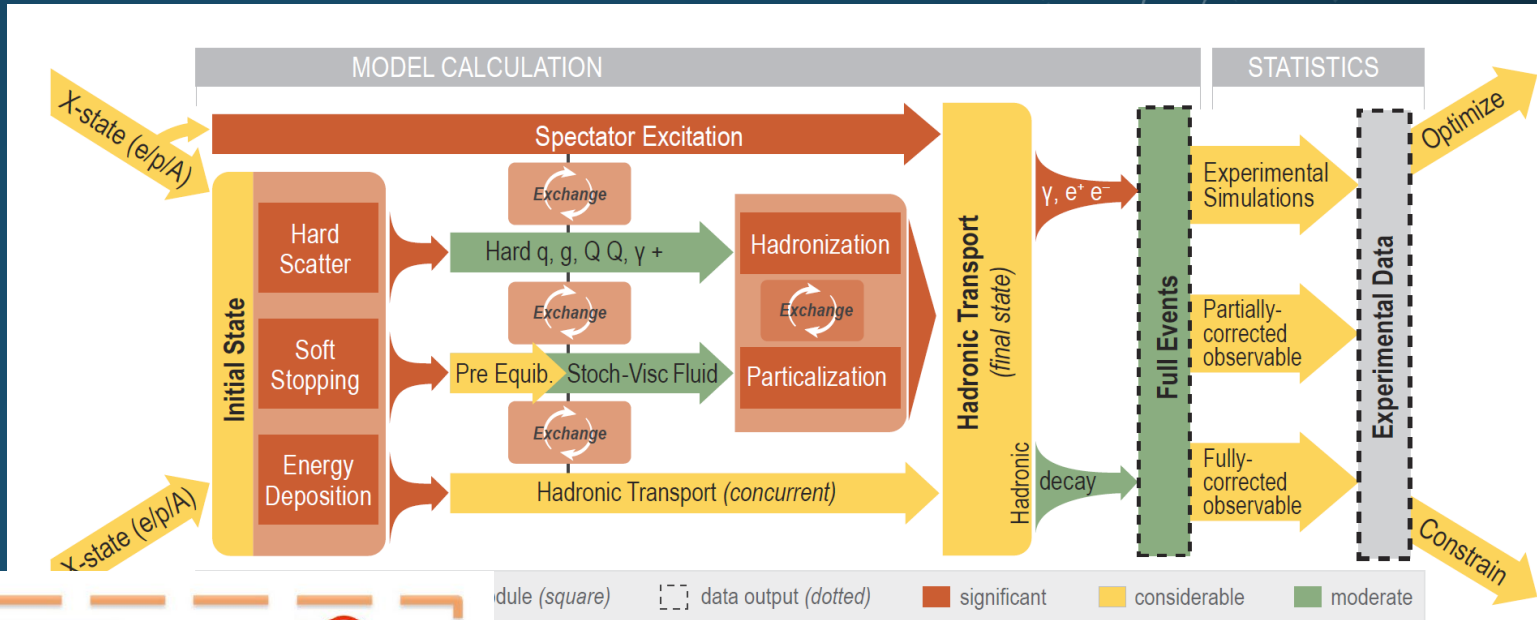 MODEL CALCULATION
STATISTICS
X-state (e/p/A)
Spectator Excitation
Optimize
Exchange
Hard
Scatter
Hard q, g, Q Q, γ +
Hadronization
γ, e⁺ e⁻
Experimental
Simulations
Initial State
Exchange
Exchange
Hadronic Transport
(final state)
Full Events
Partially-
corrected
observable
Experimental Data
Soft
Stopping
Pre Equib.
Stoch-Visc Fluid
Particalization
Exchange
Energy
Deposition
Hadronic Transport (concurrent)
Hadronic
decay
Fully-
corrected
observable
X-state (e/p/A)
Constrain
(square)
data output (dotted)
significant
considerable
moderate